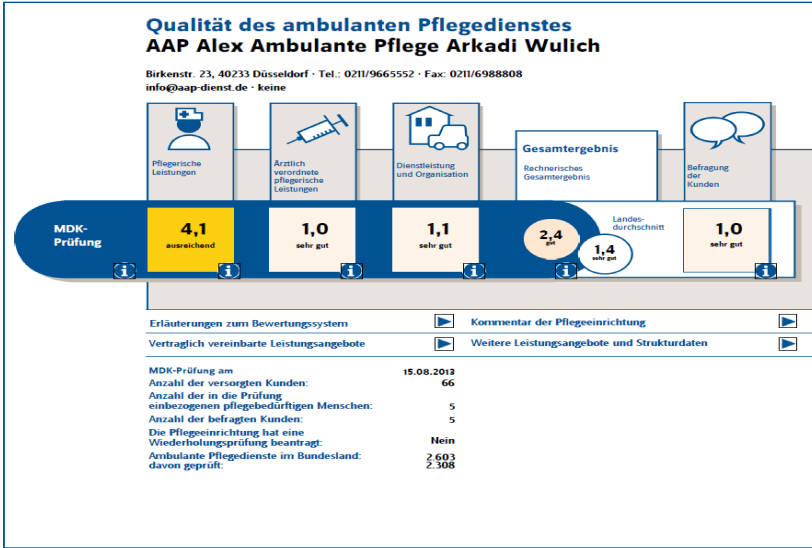 Qualität des ambulanten Pflegedienstes
AAP Alex Ambulante Pflege Arkadi Wulich
Birkenstr. 23, 40233 Düsseldorf · Tel.: 0211/9665552 · Fax: 0211/6988808
info@aap-dienst.de · keine
Pflegerische
Leistungen
Ärztlich
verordnete
pflegerische
Leistungen
Dienstleistung
und Organisation
Gesamtergebnis
Rechnerisches
Gesamtergebnis
Befragung
der
Kunden
MDK-
Prüfung
4,1
ausreichend
1,0
sehr gut
1,1
sehr gut
2,4
gut
Landes-
durchschnitt
1,4
sehr gut
1,0
sehr gut
Erläuterungen zum Bewertungssystem
Kommentar der Pflegeeinrichtung
Vertraglich vereinbarte Leistungsangebote
Weitere Leistungsangebote und Strukturdaten
MDK-Prüfung am 15.08.2013
Anzahl der versorgten Kunden: 66
Anzahl der in die Prüfung
einbezogenen pflegebedürftigen Menschen: 5
Anzahl der befragten Kunden: 5
Die Pflegeeinrichtung hat eine
Wiederholungsprüfung beantragt: Nein
Ambulante Pflegedienste im Bundesland: 2.603
davon geprüft: 2.308